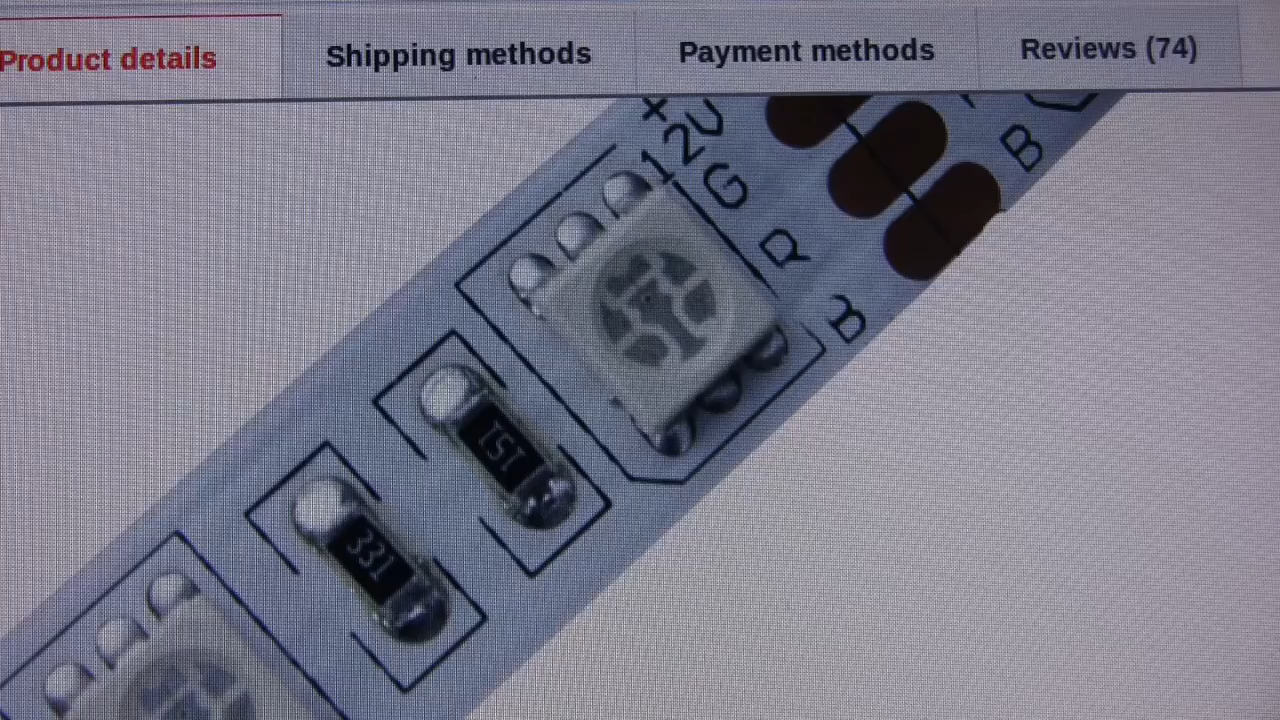 Product details
Shipping methods
Payment methods
Reviews (74)
+
12V
G
R
B
B
151
331